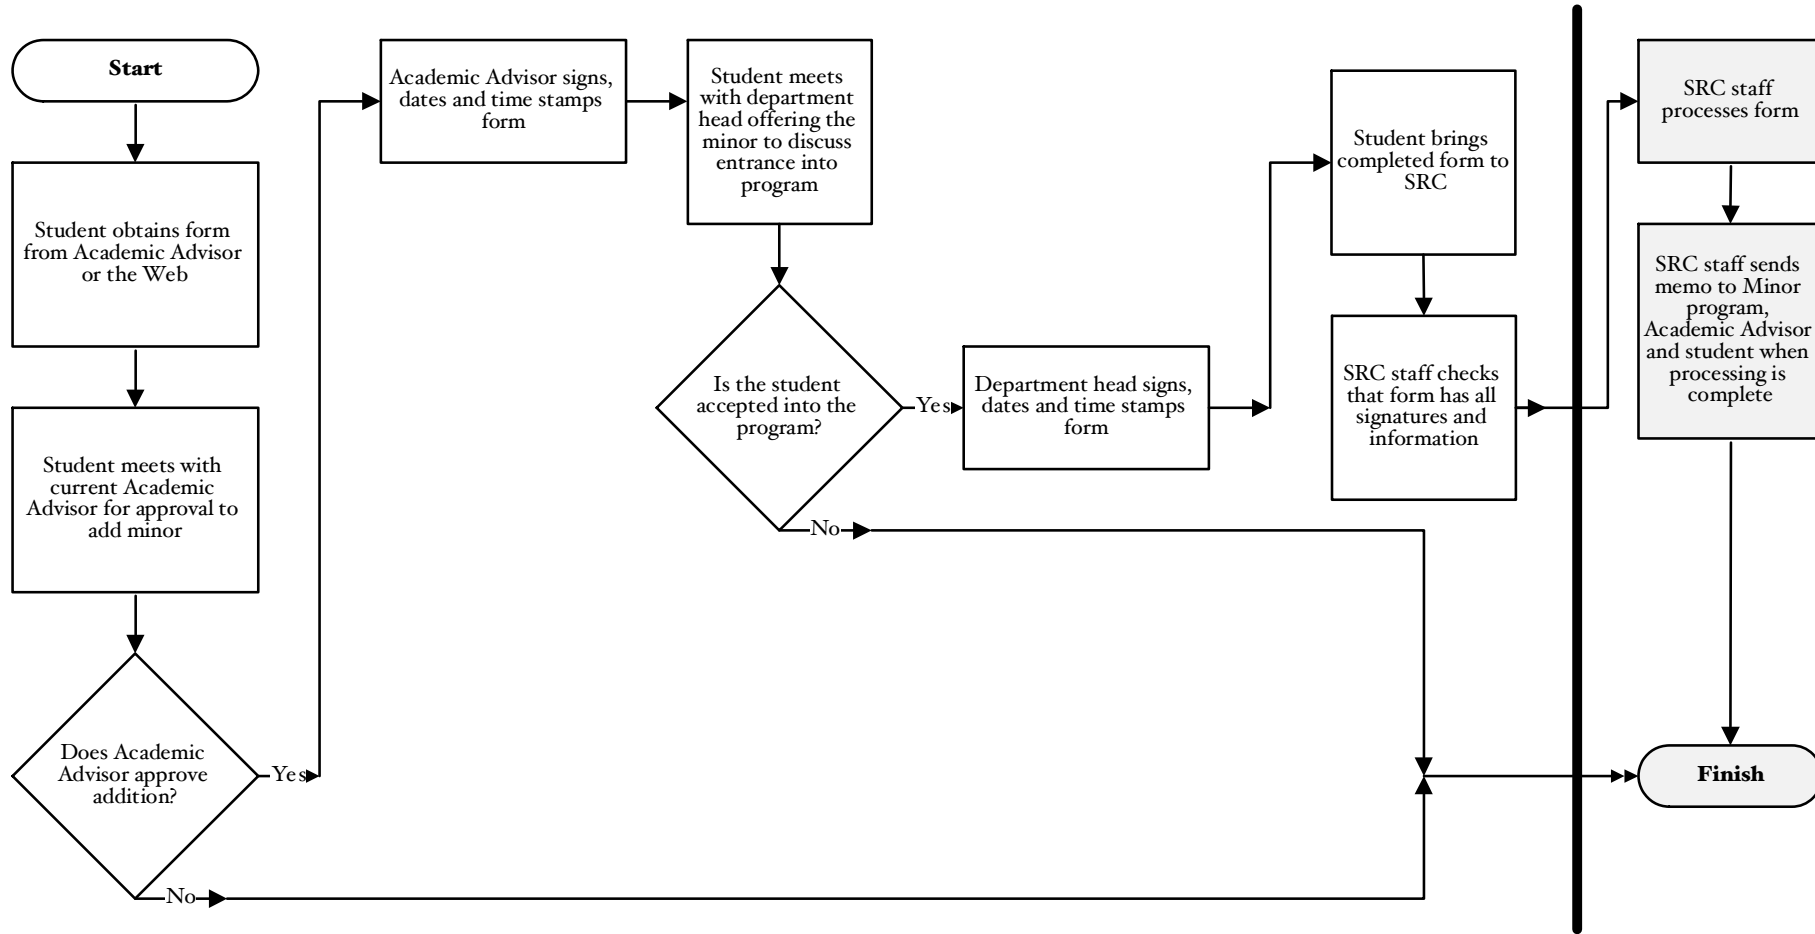 Start
Student obtains form
from Academic Advisor
or the Web
Student meets with
current Academic
Advisor for approval to
add minor
Does Academic
Advisor approve
addition?
Yes
No
Academic Advisor signs,
dates and time stamps
form
Student meets
with department
head offering the
minor to discuss
entrance into
program
Is the student
accepted into the
program?
Yes
No
Department head signs,
dates and time stamps
form
Student brings
completed form to
SRC
SRC staff checks
that form has all
signatures and
information
SRC staff
processes form
SRC staff sends
memo to Minor
program,
Academic Advisor
and student when
processing is
complete
Finish